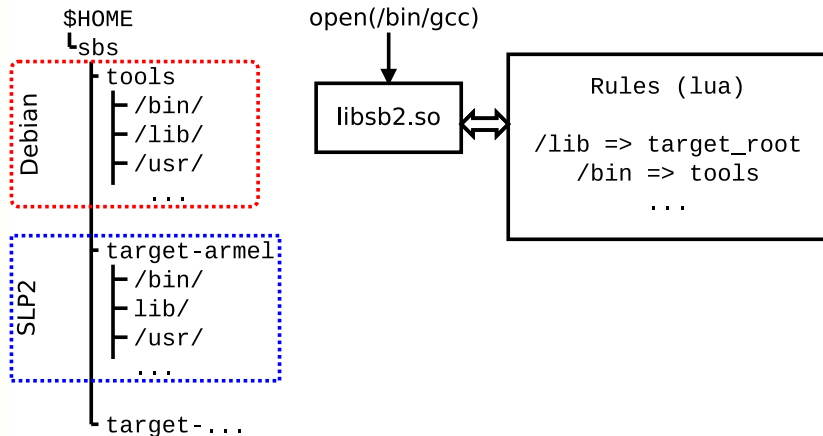 $HOME
sbs
Debian
tools
/bin/
/lib/
/usr/
...
SLP2
target-armel
/bin/
lib/
/usr/
...
target-...
open(/bin/gcc)
libsb2.so
Rules (lua)
/lib => target_root
/bin => tools
...